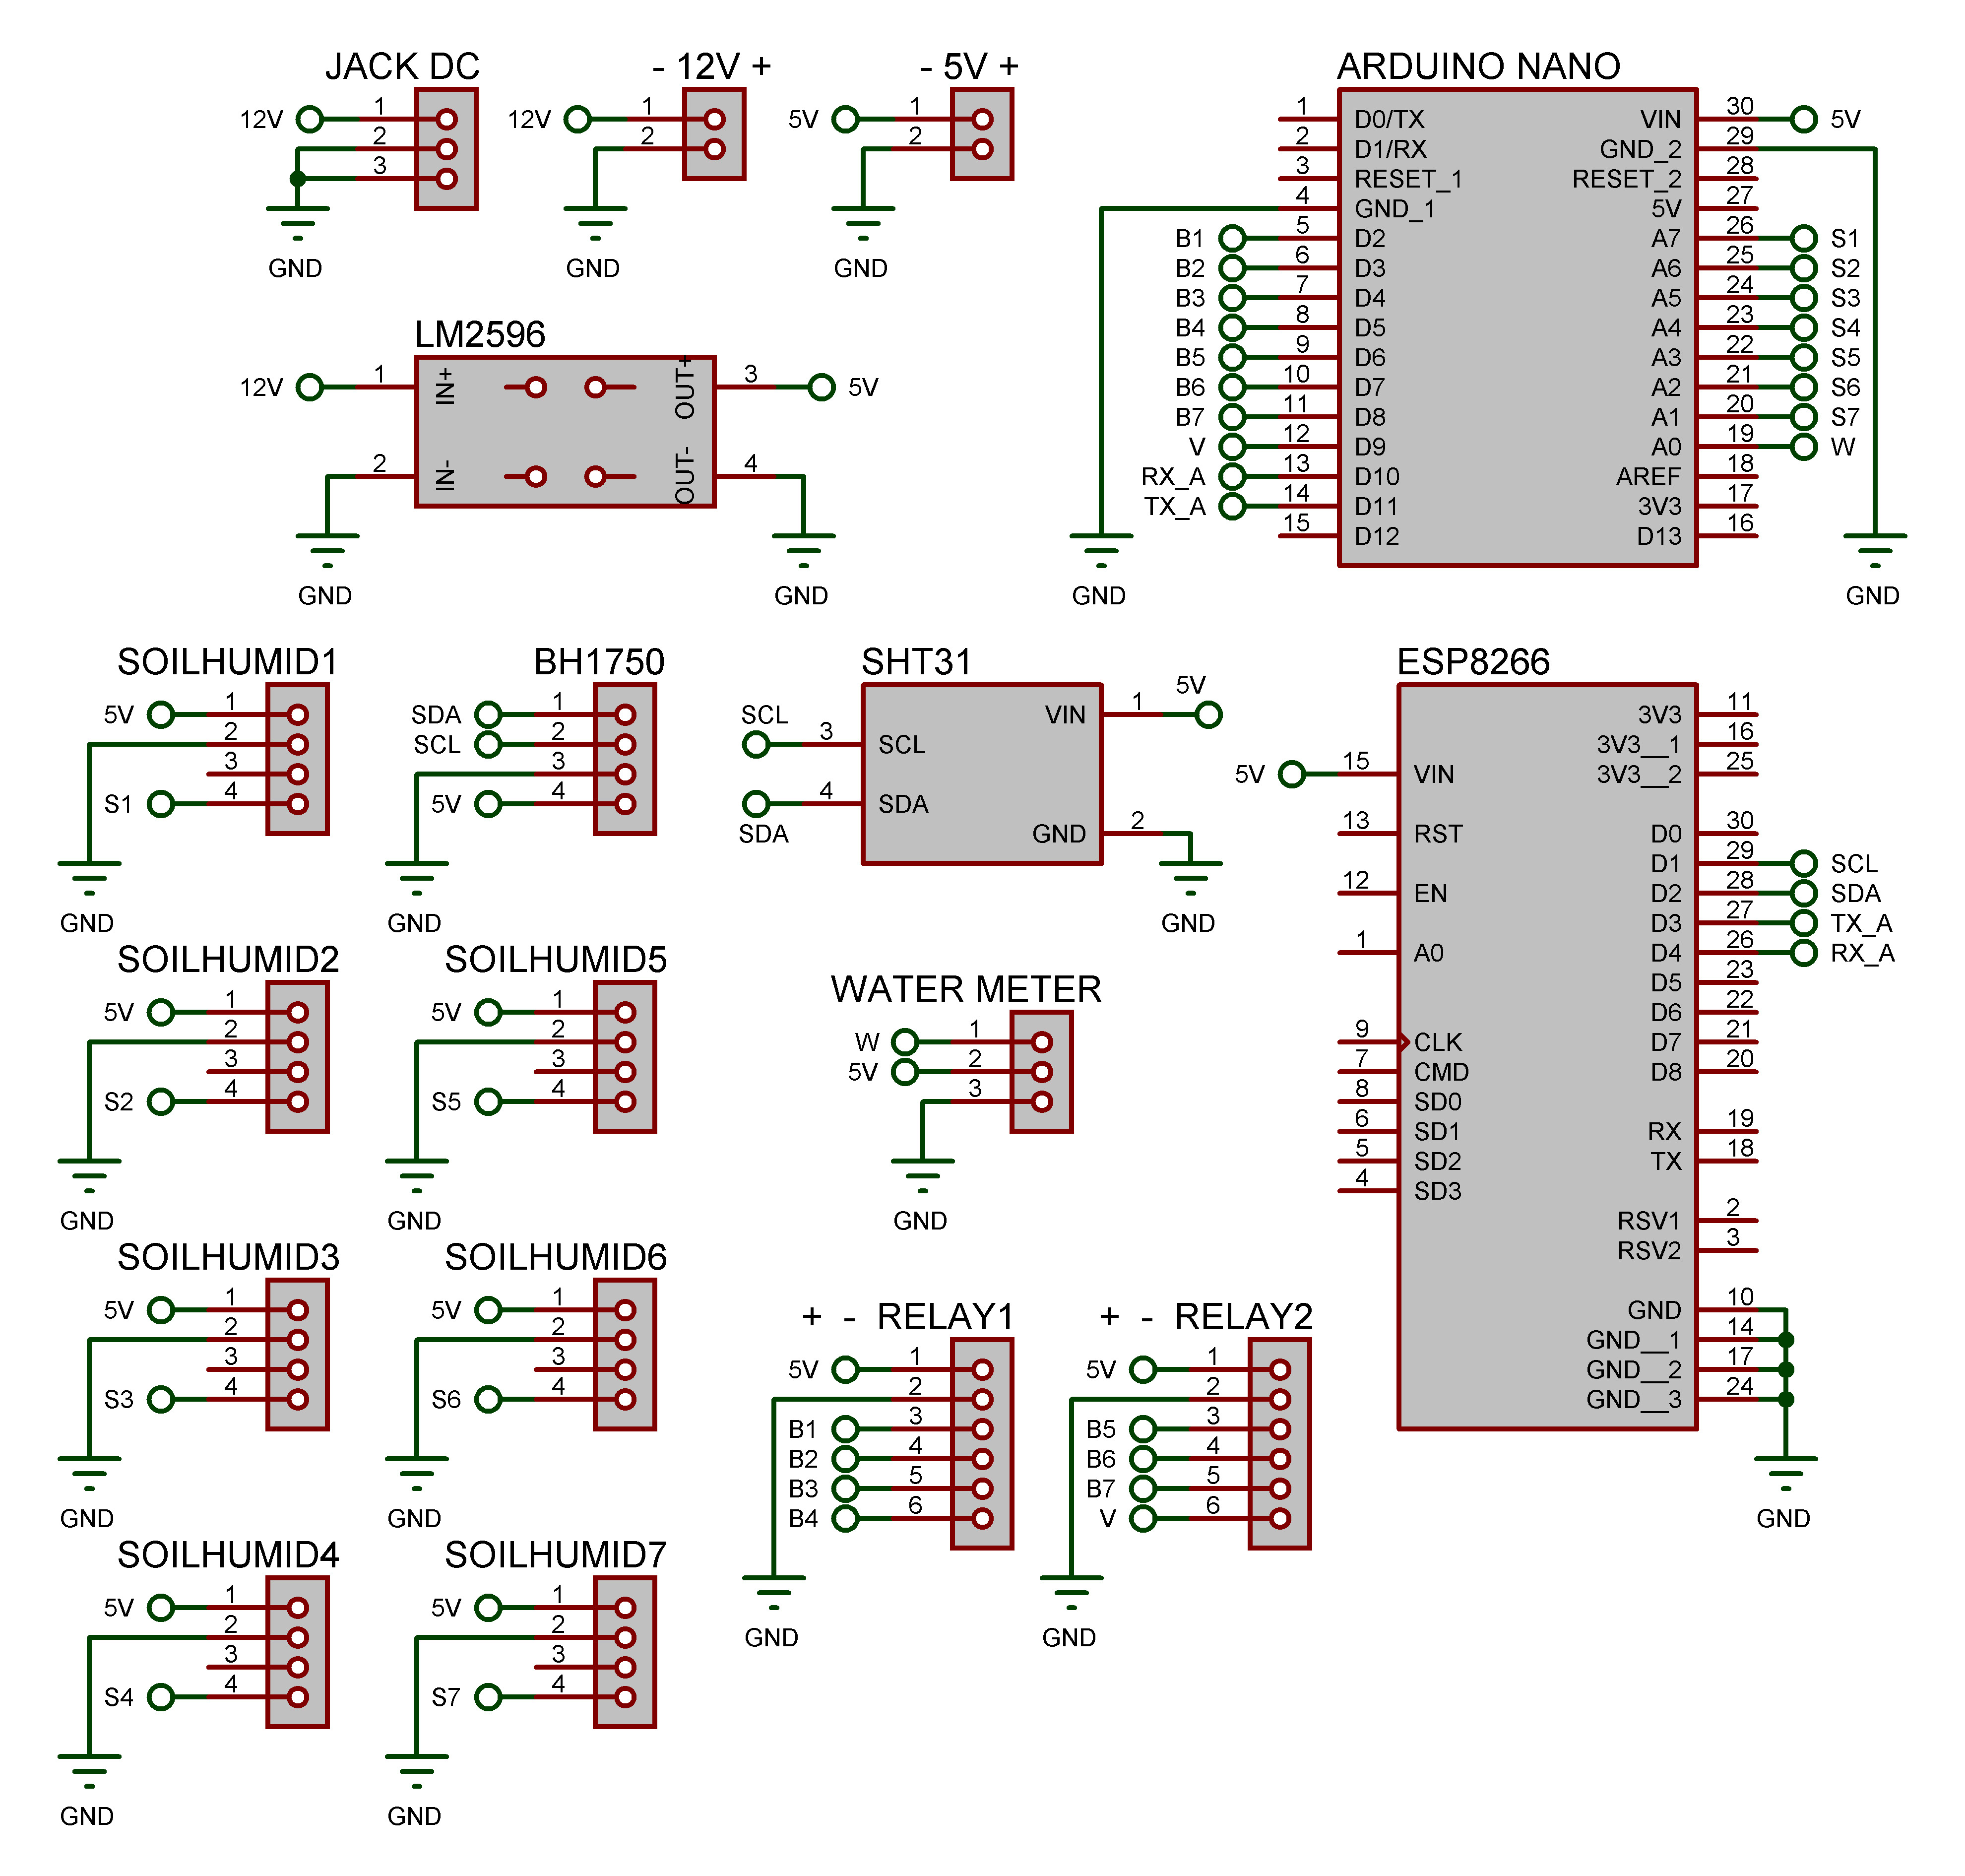 JACK DC
12V 1
2
3
GND
- 12V +
12V 1
2
GND
- 5V +
5V 1
2
GND
LM2596
12V 1 IN+ OUT+ 3 5V
2 IN- OUT- 4
GND GND
ARDUINO NANO
1 D0/TX VIN 30 5V
2 D1/RX GND_2 29
3 RESET_1 RESET_2 28
4 GND_1 5V 27
B1 5 D2 A7 26 S1
B2 6 D3 A6 25 S2
B3 7 D4 A5 24 S3
B4 8 D5 A4 23 S4
B5 9 D6 A3 22 S5
B6 10 D7 A2 21 S6
B7 11 D8 A1 20 S7
V 12 D9 A0 19 W
RX_A 13 D10 AREF 18
TX_A 14 D11 3V3 17
15 D12 D13 16
GND GND
SOILHUMID1
5V 1
2
3
S1 4
GND
BH1750
SDA 1
SCL 2
3
5V 4
GND
SHT31
SCL 3 SCL VIN 1 5V
SDA 4 SDA GND 2
GND
ESP8266
3V3 11
3V3__1 16
5V 15 VIN 3V3__2 25
13 RST D0 30
D1 29 SCL
12 EN D2 28 SDA
D3 27 TX_A
1 A0 D4 26 RX_A
D5 23
D6 22
9 CLK D7 21
7 CMD D8 20
8 SD0
6 SD1 RX 19
5 SD2 TX 18
4 SD3
RSV1 2
RSV2 3
GND 10
GND__1 14
GND__2 17
GND__3 24
GND
SOILHUMID2
5V 1
2
3
S2 4
GND
SOILHUMID5
5V 1
2
3
S5 4
GND
WATER METER
W 1
5V 2
3
GND
SOILHUMID3
5V 1
2
3
S3 4
GND
SOILHUMID6
5V 1
2
3
S6 4
GND
+ - RELAY1
5V 1
2
B1 3
B2 4
B3 5
B4 6
GND
+ - RELAY2
5V 1
2
B5 3
B6 4
B7 5
V 6
GND
SOILHUMID4
5V 1
2
3
S4 4
GND
SOILHUMID7
5V 1
2
3
S7 4
GND